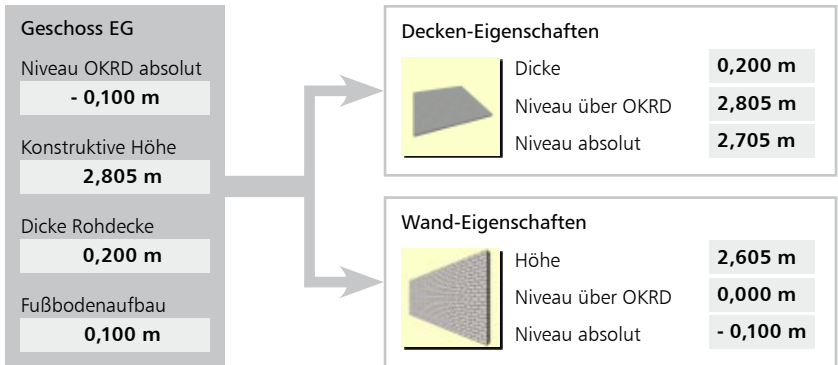 Geschoss EG
Niveau OKRD absolut
- 0,100 m
Konstruktive Höhe
2,805 m
Dicke Rohdecke
0,200 m
Fußbodenaufbau
0,100 m
Decken-Eigenschaften
Dicke 0,200 m
Niveau über OKRD 2,805 m
Niveau absolut 2,705 m
Wand-Eigenschaften
Höhe 2,605 m
Niveau über OKRD 0,000 m
Niveau absolut - 0,100 m